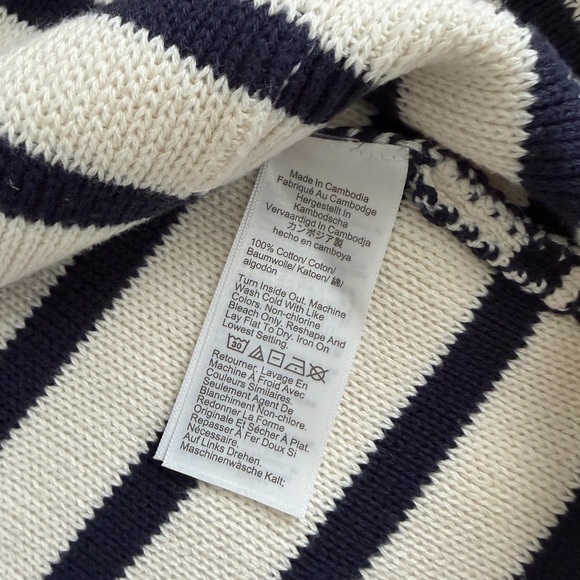 Made In Cambodia
Fabriqué Au Cambodge
Hergestellt In
Kambodscha
Vervaardigd In Cambodja
カンボジア製
hecho en camboya
100% Cotton/ Coton/
Baumwolle/ Katoen/ 綿/
algodón
Turn Inside Out. Machine
Wash Cold With Like
Colors. Non-chlorine
Bleach Only. Reshape And
Lay Flat To Dry. Iron On
Lowest Setting.
30
Retourner. Lavage En
Machine À Froid Avec
Couleurs Similaires.
Seulement Agent De
Blanchiment Non-chlore.
Redonner La Forme
Originale Et Sécher À Plat.
Repasser À Fer Doux Si
Nécessaire.
Auf Links Drehen.
Maschinenwäsche Kalt;